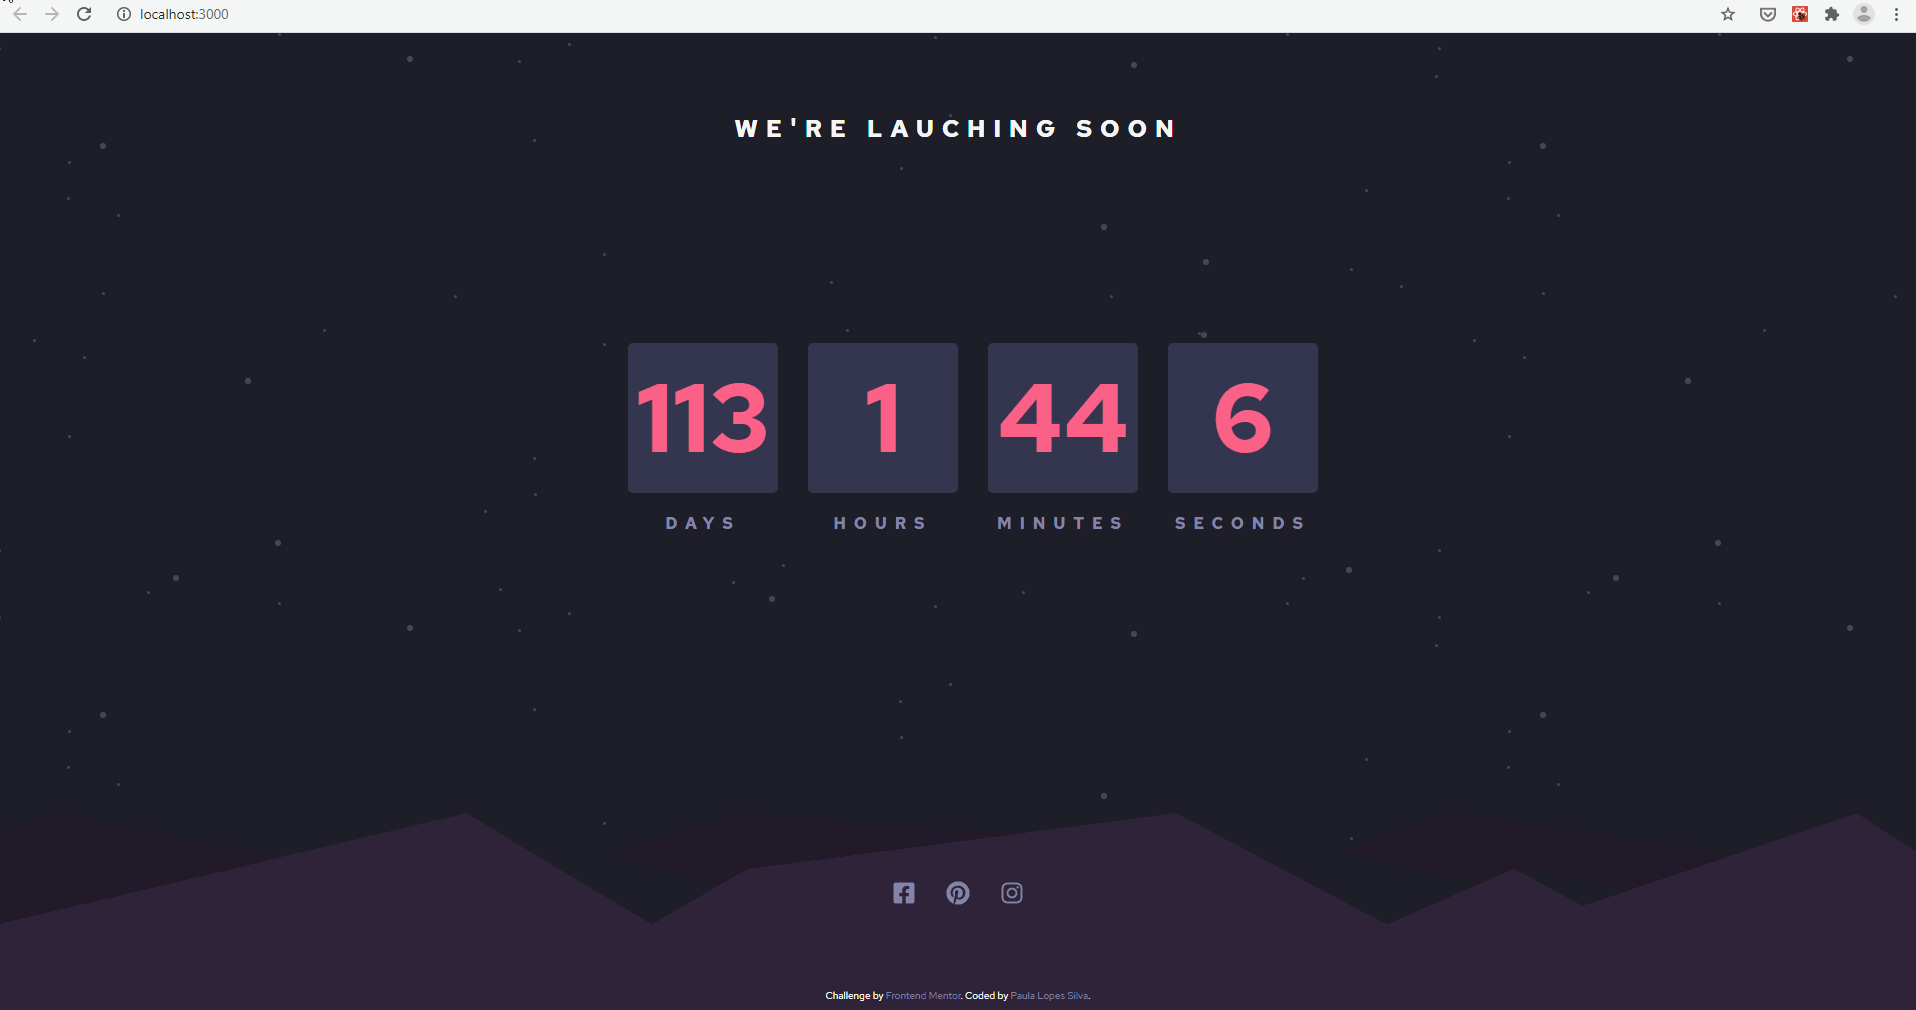 localhost:3000
WE'RE LAUCHING SOON
113 1 44 6
DAYS HOURS MINUTES SECONDS
Challenge by Frontend Mentor. Coded by Paula Lopes Silva.